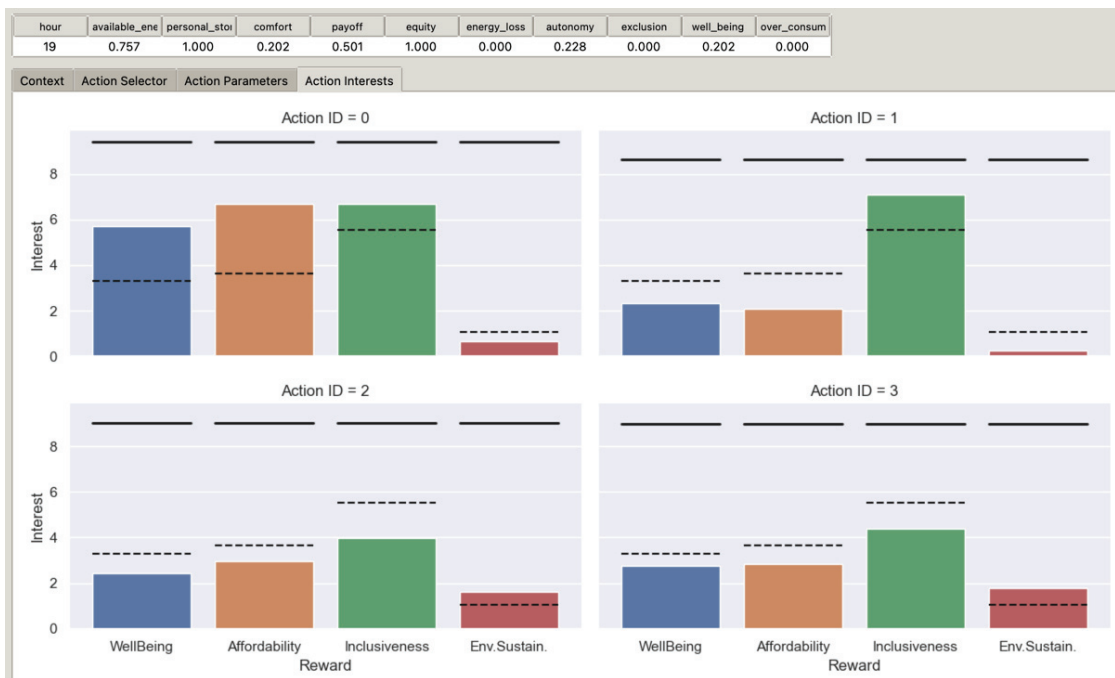 hour available_ene personal_stor comfort payoff equity energy_loss autonomy exclusion well_being over_consum
19 0.757 1.000 0.202 0.501 1.000 0.000 0.228 0.000 0.202 0.000
Context Action Selector Action Parameters Action Interests
Action ID = 0 Action ID = 1
8
6
4
2
0
Interest
Action ID = 2 Action ID = 3
8
6
4
2
0
Interest
WellBeing Affordability Inclusiveness Env.Sustain. WellBeing Affordability Inclusiveness Env.Sustain.
Reward Reward